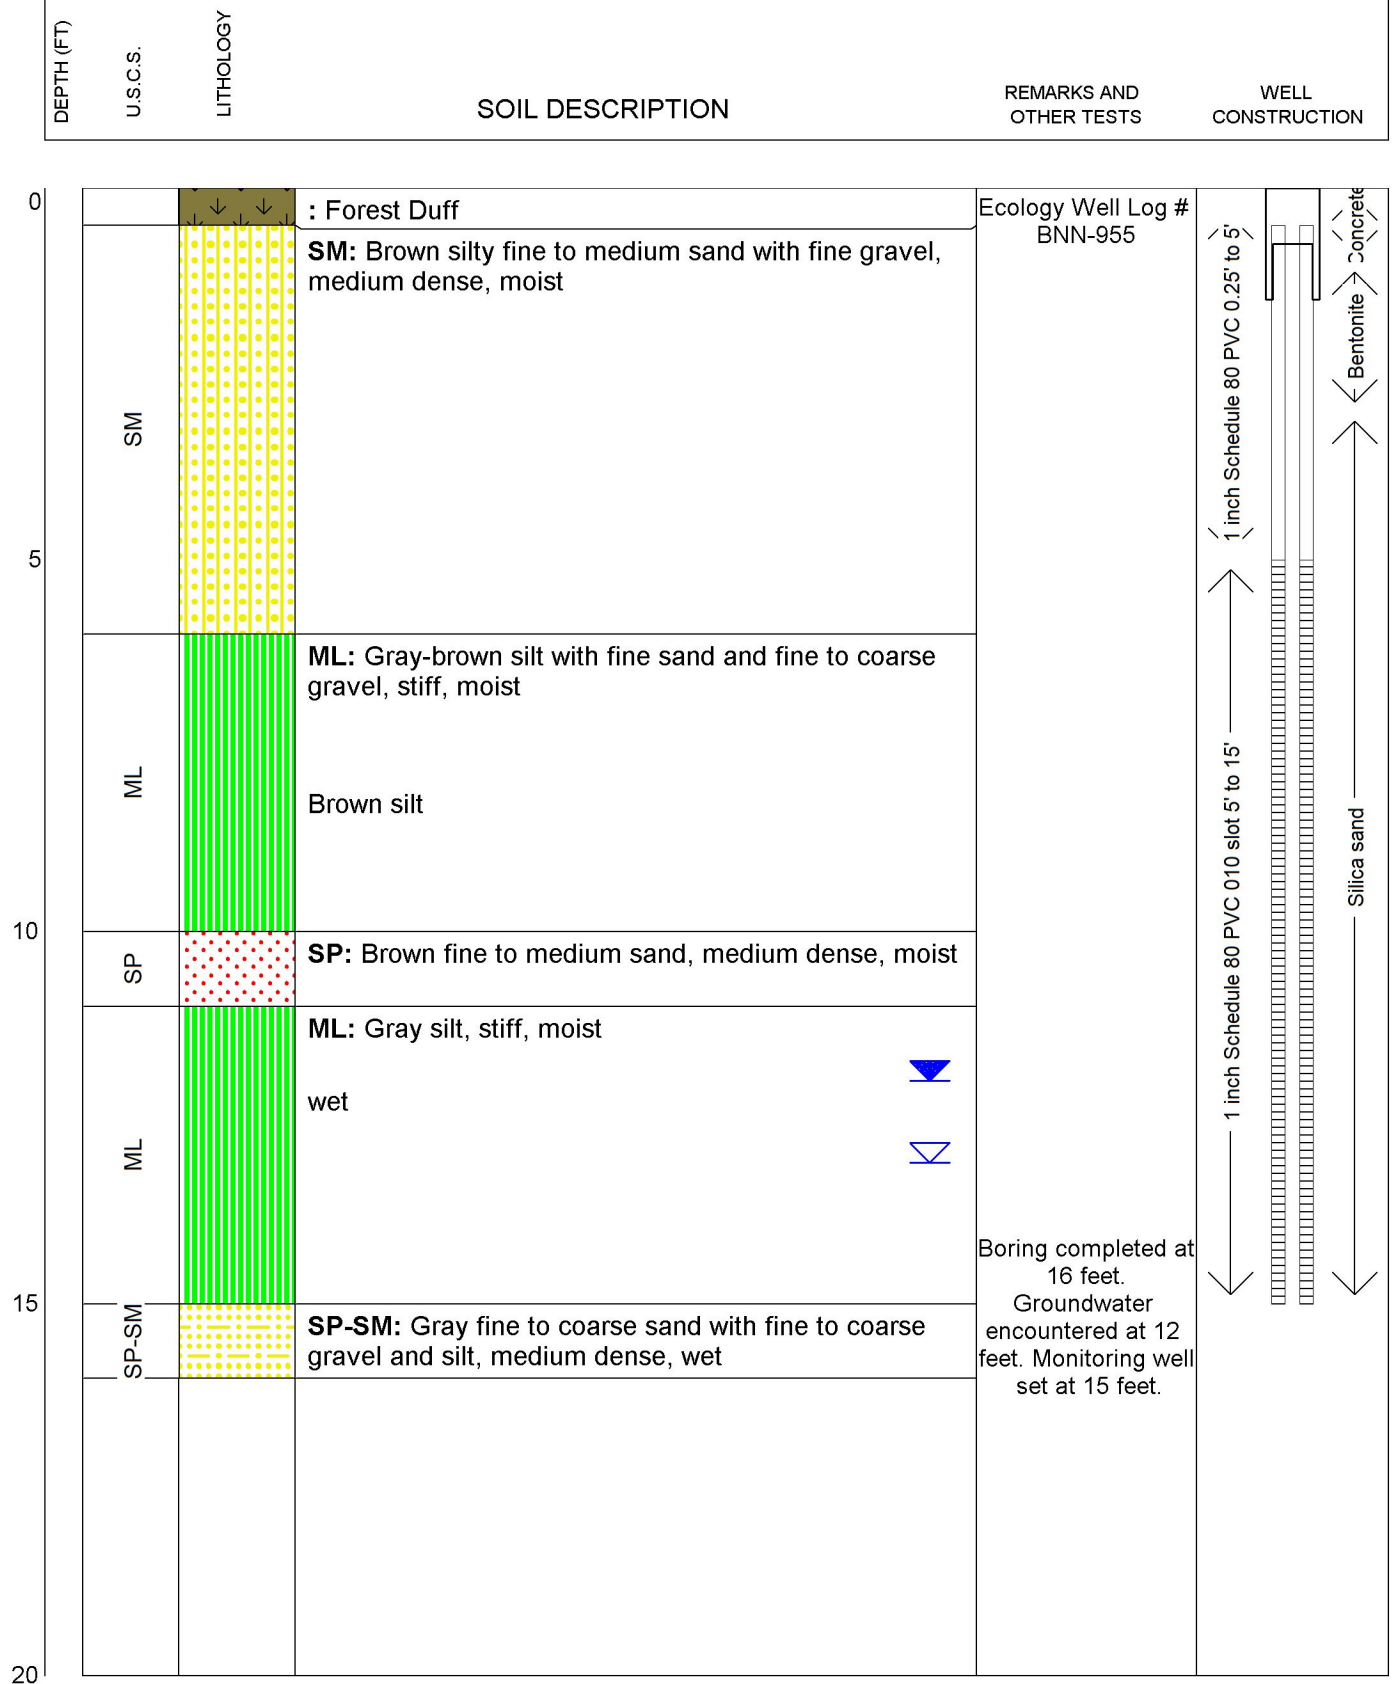 DEPTH (FT)
U.S.C.S.
LITHOLOGY
SOIL DESCRIPTION
REMARKS AND
OTHER TESTS
WELL
CONSTRUCTION
0
: Forest Duff
Ecology Well Log #
BNN-955
SM: Brown silty fine to medium sand with fine gravel,
medium dense, moist
SM
1 inch Schedule 80 PVC 0.25' to 5'
Concrete
Bentonite
5
ML: Gray-brown silt with fine sand and fine to coarse
gravel, stiff, moist
ML
Brown silt
1 inch Schedule 80 PVC 010 slot 5' to 15'
Silica sand
10
SP
SP: Brown fine to medium sand, medium dense, moist
ML: Gray silt, stiff, moist
wet
ML
Boring completed at
16 feet.
Groundwater
encountered at 12
feet. Monitoring well
set at 15 feet.
15
SP-SM
SP-SM: Gray fine to coarse sand with fine to coarse
gravel and silt, medium dense, wet
20